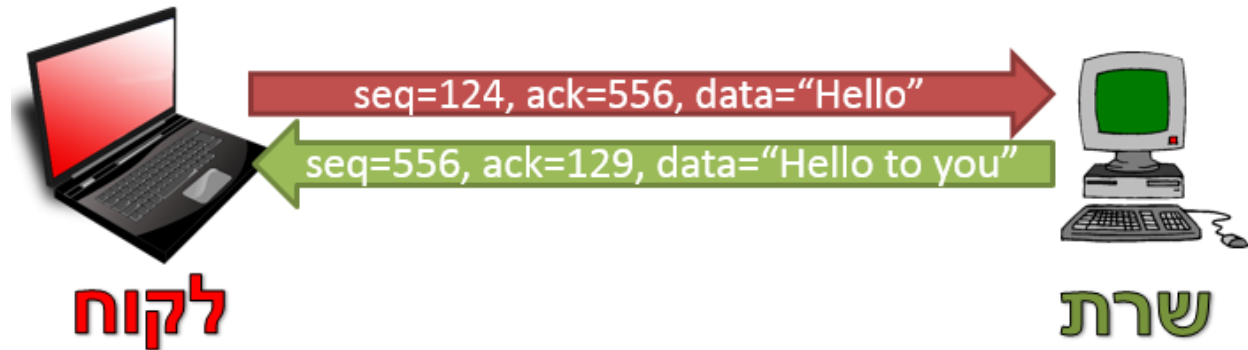 seq=124, ack=556, data=“Hello”
seq=556, ack=129, data=“Hello to you”
לקוח
שרת